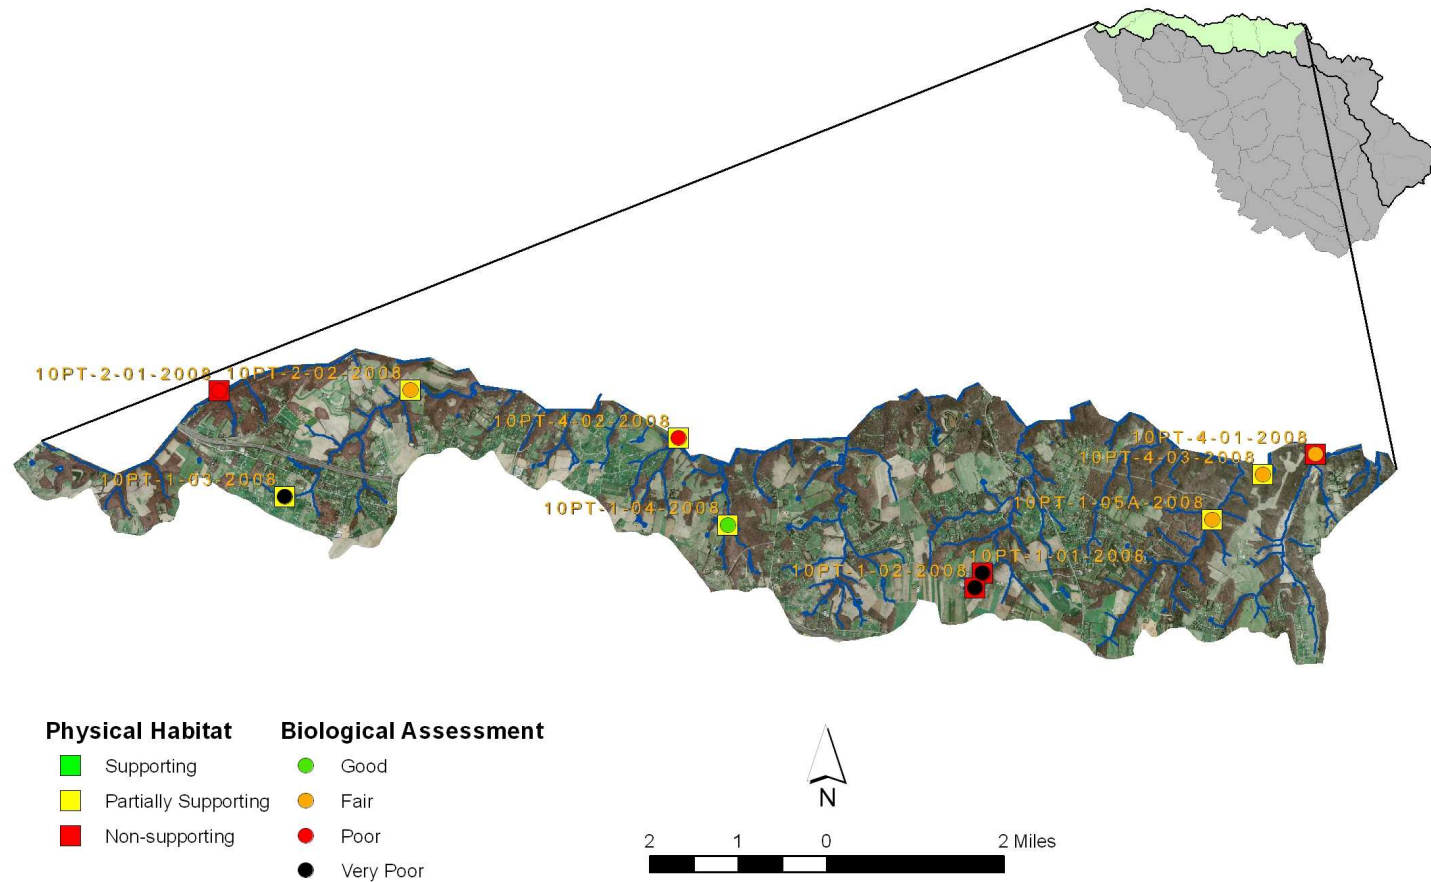 10PT-2-01-2008
10PT-2-02-2008
10PT-4-02-2008
10PT-4-01-2008
10PT-4-03-2008
10PT-1-03-2008
10PT-1-04-2008
10PT-1-05A-2008
10PT-1-01-2008
10PT-1-02-2008
Physical Habitat
Supporting
Partially Supporting
Non-supporting
Biological Assessment
Good
Fair
Poor
Very Poor
N
2 1 0 2 Miles